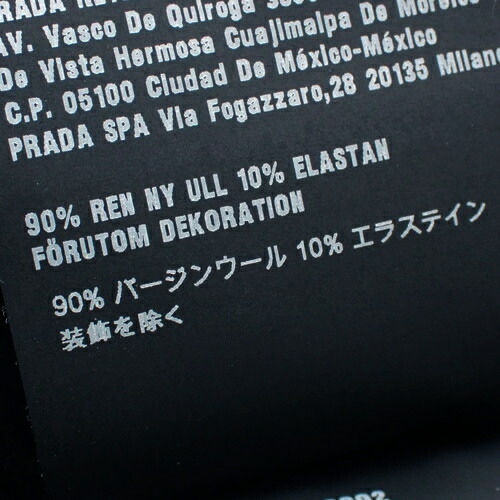 AV. Vasco De Quiroga
De Vista Hermosa Cuajimalpa De Morelos
C.P. 05100 Ciudad De México-México
PRADA SPA Via Fogazzaro,28 20135 Milano
90% REN NY ULL 10% ELASTAN
FÖRUTOM DEKORATION
90% バージンウール 10% エラステイン
装飾を除く